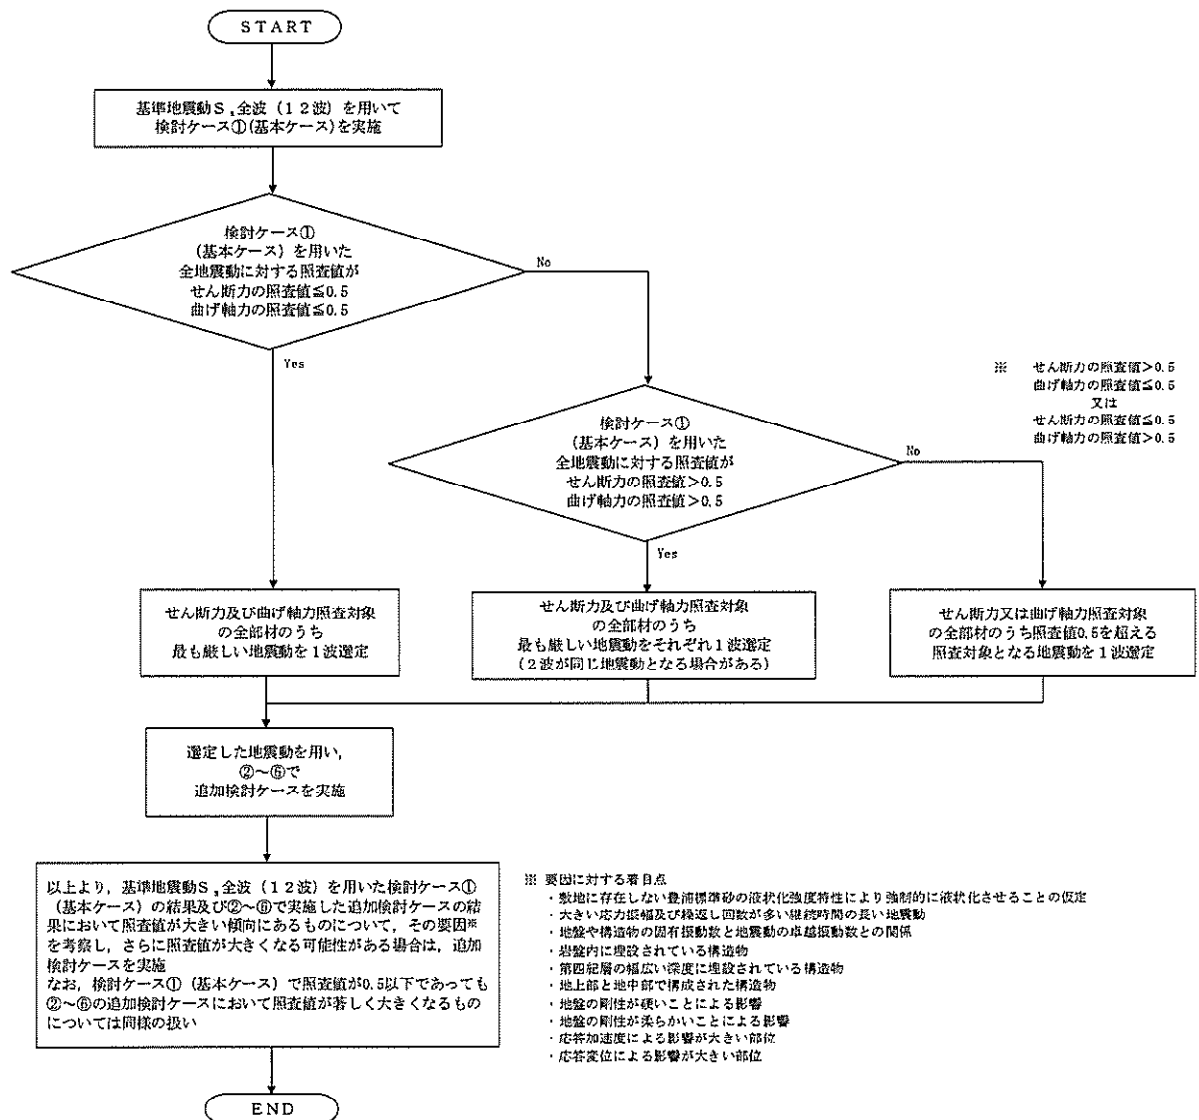 START
基準地震動Ｓｓ全波（１２波）を用いて
検討ケース①(基本ケース)を実施
検討ケース①
(基本ケース）を用いた
全地震動に対する照査値が
せん断力の照査値≦0.5
曲げ軸力の照査値≦0.5
No
Yes
※ せん断力の照査値＞0.5
曲げ軸力の照査値≦0.5
又は
せん断力の照査値≦0.5
曲げ軸力の照査値＞0.5
検討ケース①
(基本ケース）を用いた
全地震動に対する照査値が
せん断力の照査値＞0.5
曲げ軸力の照査値＞0.5
No
Yes
せん断力及び曲げ軸力照査対象
の全部材のうち
最も厳しい地震動を１波選定
せん断力及び曲げ軸力照査対象
の全部材のうち
最も厳しい地震動をそれぞれ１波選定
(２波が同じ地震動となる場合がある)
せん断力又は曲げ軸力照査対象
の全部材のうち照査値0.5を超える
照査対象となる地震動を１波選定
選定した地震動を用い，
②～⑥で
追加検討ケースを実施
以上より，基準地震動Ｓｓ全波（１２波）を用いた検討ケース①
（基本ケース）の結果及び②～⑥で実施した追加検討ケースの結
果において照査値が大きい傾向にあるものについて，その要因※
を考察し，さらに照査値が大きくなる可能性がある場合は，追加
検討ケースを実施
なお，検討ケース①（基本ケース）で照査値が0.5以下であっても
②～⑥の追加検討ケースにおいて照査値が著しく大きくなるもの
については同様の扱い
※ 要因に対する着目点
・敷地に存在しない豊浦標準砂の液状化強度特性により強制的に液状化させることの仮定
・大きい応力振幅及び繰返し回数が多い継続時間の長い地震動
・地盤や構造物の固有振動数と地震動の卓越振動数との関係
・岩盤内に埋設されている構造物
・第四紀層の幅広い深度に埋設されている構造物
・地上部と地中部で構成された構造物
・地盤の剛性が硬いことによる影響
・地盤の剛性が柔らかいことによる影響
・応答加速度による影響が大きい部位
・応答変位による影響が大きい部位
END